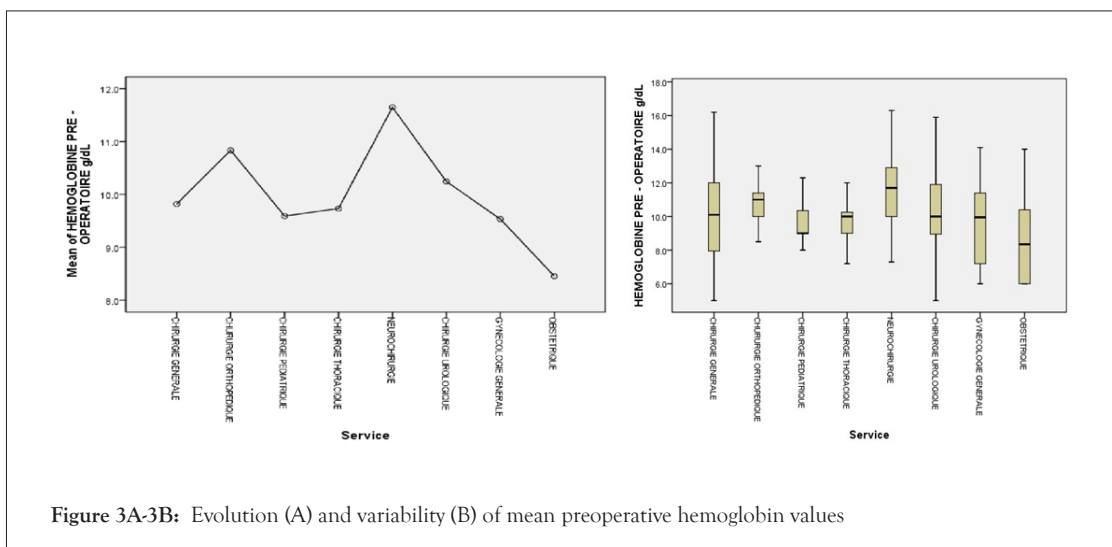 Mean of HEMOGLOBINE PRE -
OPERATOIRE g/dL
12.0
11.0
10.0
9.0
8.0
CHIRURGIE GENERALE
CHURURGIE ORTHOPEDIQUE
CHIRURGIE PEDIATRIQUE
CHIRURGIE THORACIQUE
NEUROCHIRURGIE
CHIRURGIE UROLOGIQUE
GYNECOLOGIE GENERALE
OBSTETRIQUE
Service
HEMOGLOBINE PRE - OPERATOIRE g/dL
18.0
16.0
14.0
12.0
10.0
8.0
6.0
CHIRURGIE GENERALE
CHURURGIE ORTHOPEDIQUE
CHIRURGIE PEDIATRIQUE
CHIRURGIE THORACIQUE
NEUROCHIRURGIE
CHIRURGIE UROLOGIQUE
GYNECOLOGIE GENERALE
OBSTETRIQUE
Service
Figure 3A-3B: Evolution (A) and variability (B) of mean preoperative hemoglobin values